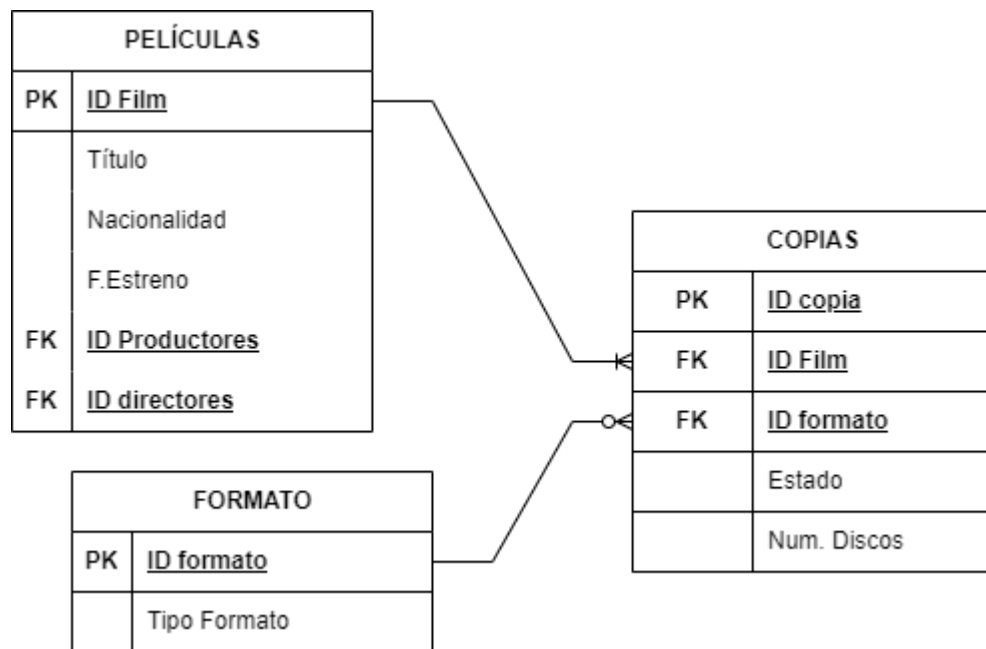 PELÍCULAS
PK ID Film
Título
Nacionalidad
F.Estreno
FK ID Productores
FK ID directores
COPIAS
PK ID copia
FK ID Film
FK ID formato
Estado
Num. Discos
FORMATO
PK ID formato
Tipo Formato